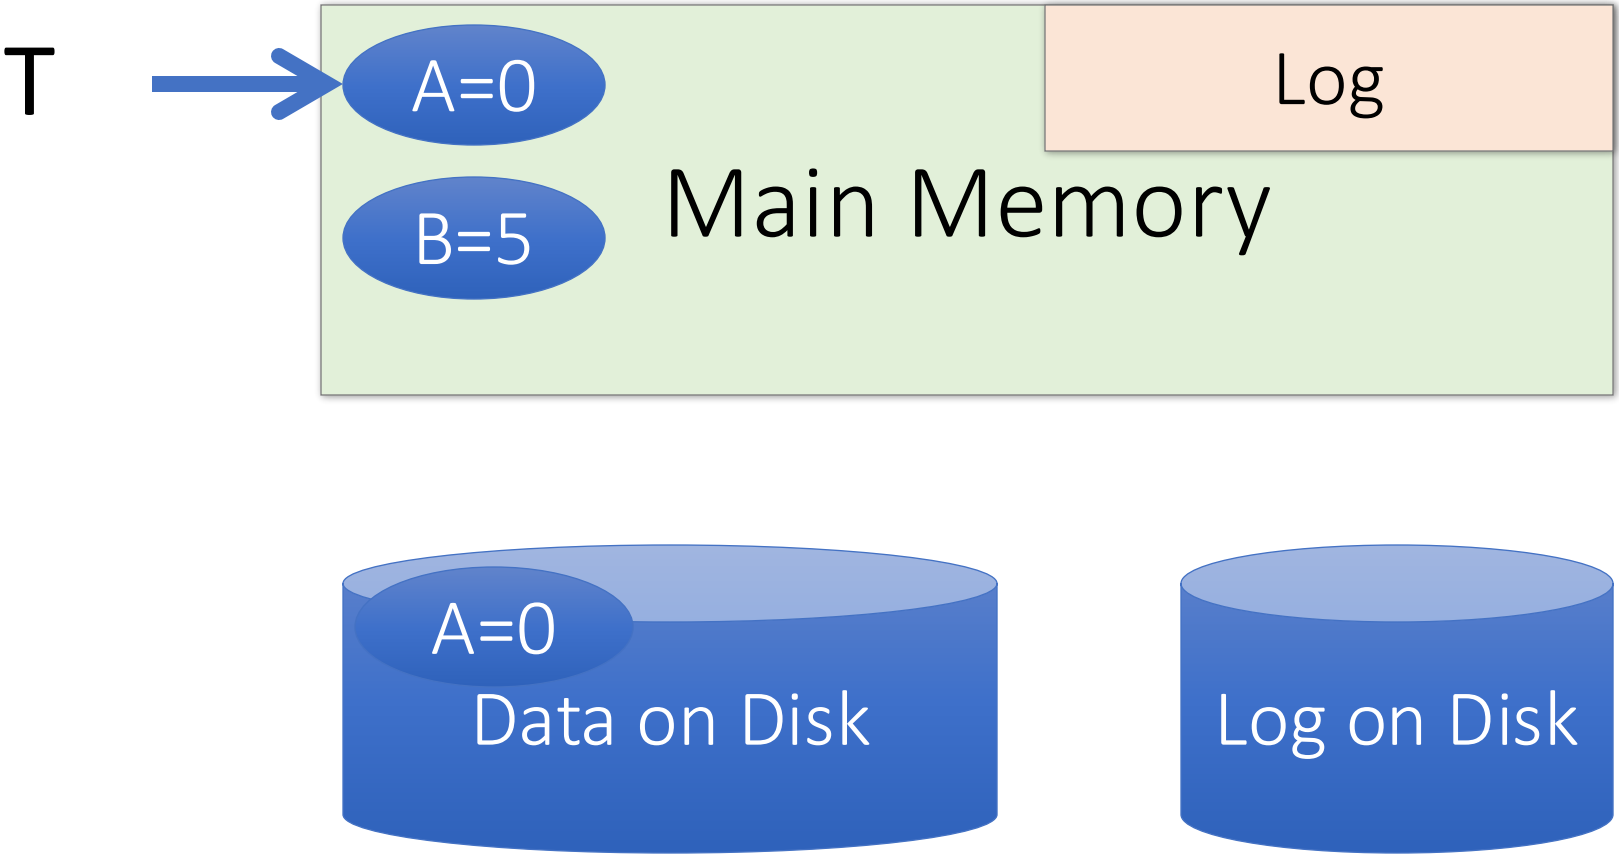 T
A=0
Log
B=5
Main Memory
A=0
Data on Disk
Log on Disk